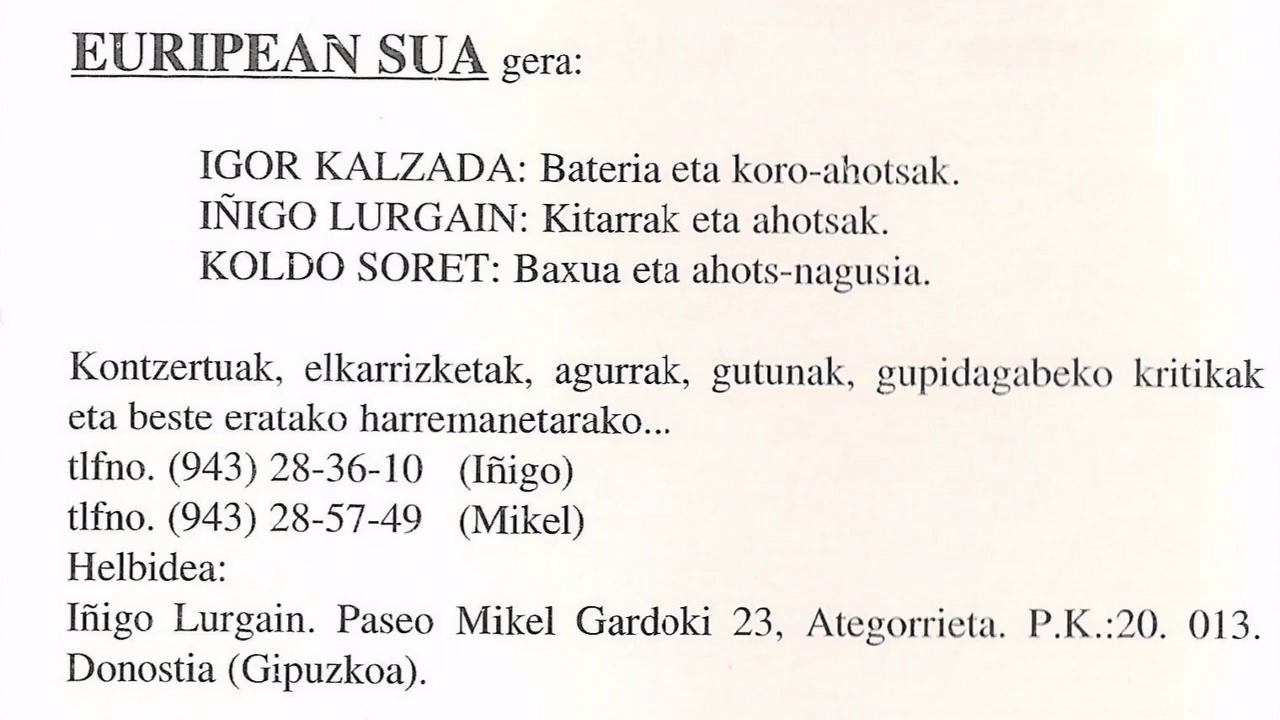 EURIPEAN SUA gera:
IGOR KALZADA: Bateria eta koro-ahotsak.
IÑIGO LURGAIN: Kitarrak eta ahotsak.
KOLDO SORET: Baxua eta ahots-nagusia.
Kontzertuak, elkarrizketak, agurrak, gutunak, gupidagabeko kritikak
eta beste eratako harremanetarako...
tlfno. (943) 28-36-10 (Iñigo)
tlfno. (943) 28-57-49 (Mikel)
Helbidea:
Iñigo Lurgain. Paseo Mikel Gardoki 23, Ategorrieta. P.K.:20. 013.
Donostia (Gipuzkoa).